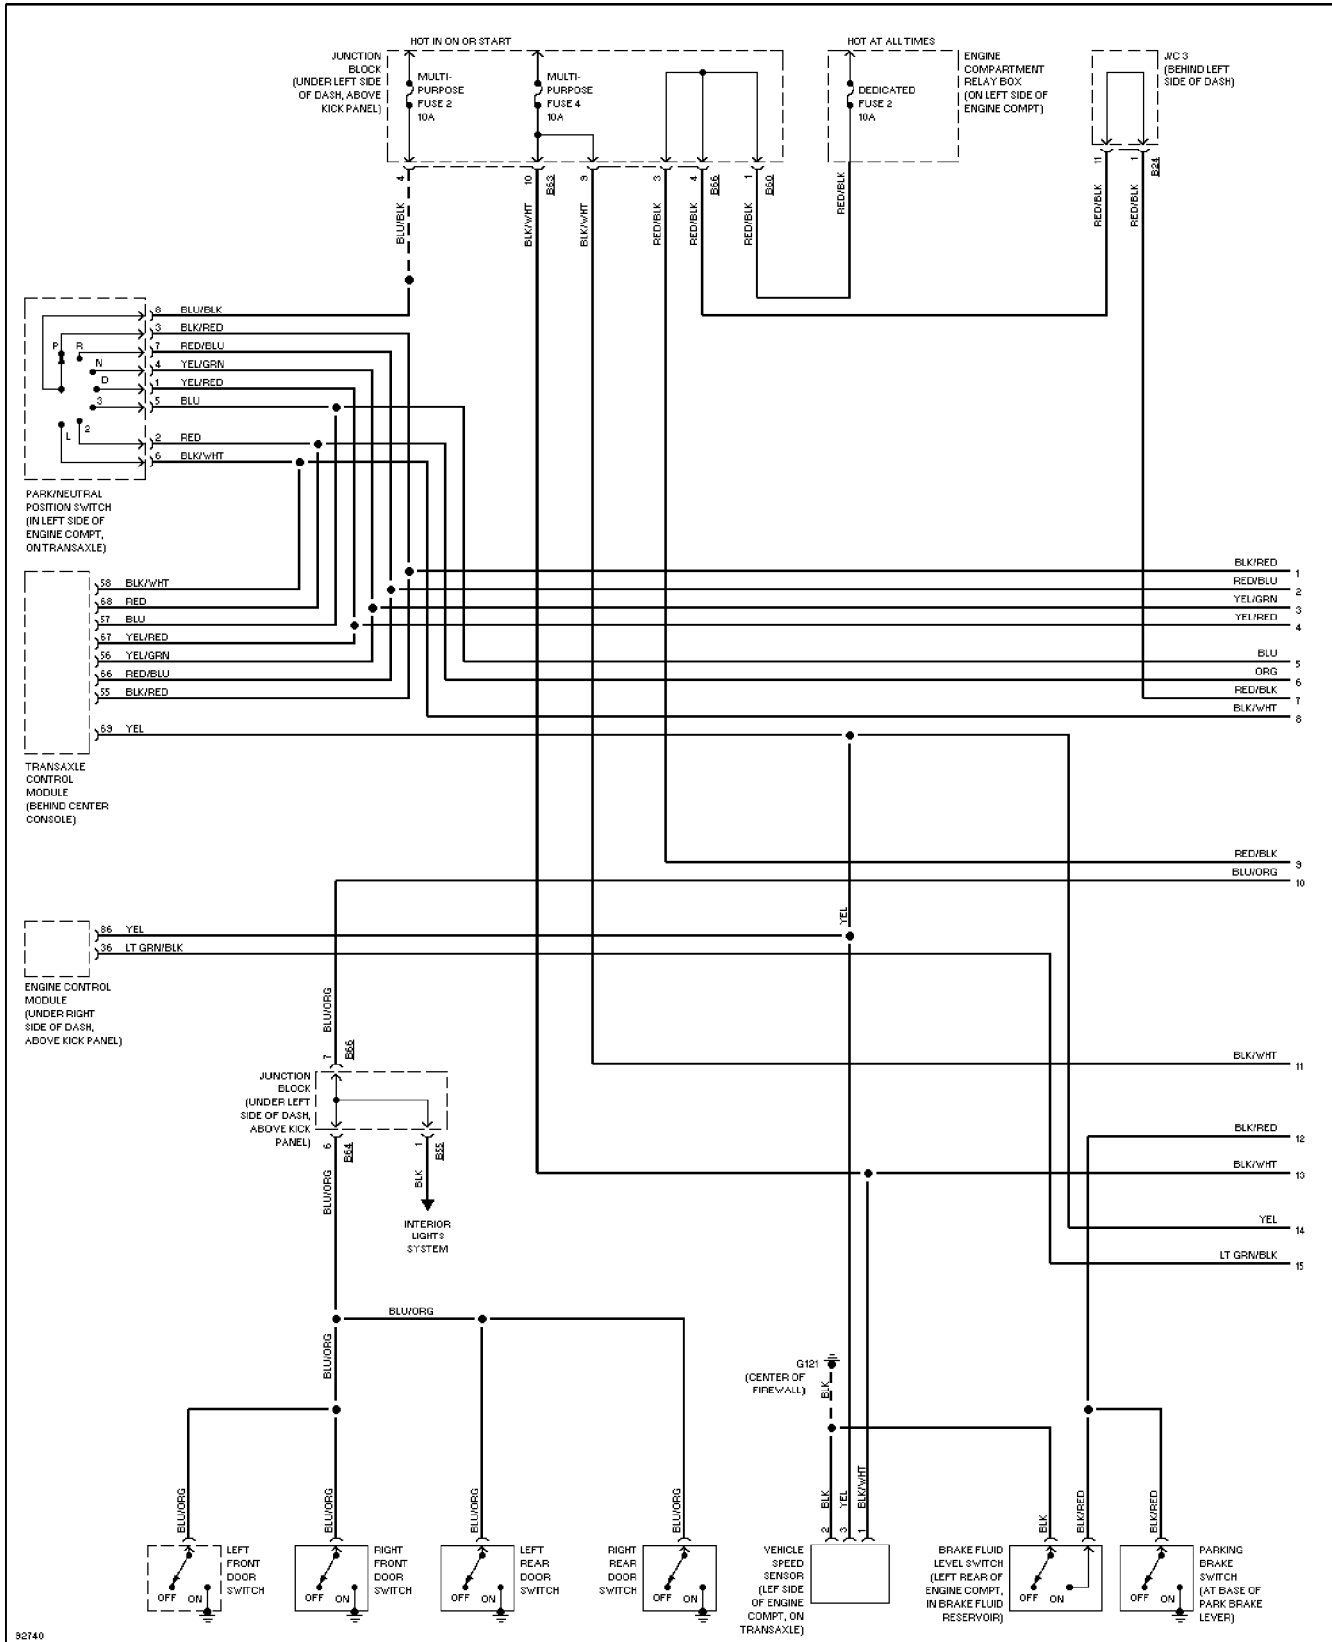 HOT IN ON OR START
HOT AT ALL TIMES
JUNCTION
BLOCK
(UNDER LEFT SIDE
OF DASH, ABOVE
KICK PANEL)
MULTI-
PURPOSE
FUSE 2
10A
MULTI-
PURPOSE
FUSE 4
10A
DEDICATED
FUSE 2
10A
ENGINE
COMPARTMENT
RELAY BOX
(ON LEFT SIDE OF
ENGINE COMPT)
J/C 3
(BEHIND LEFT
SIDE OF DASH)
4
10
B63
9
3
4
B66
1
B60
11
1
B24
BLU/BLK
BLK/WHT
BLK/WHT
RED/BLK
RED/BLK
RED/BLK
RED/BLK
RED/BLK
RED/BLK
8 BLU/BLK
3 BLK/RED
7 RED/BLU
4 YEL/GRN
1 YEL/RED
5 BLU
2 RED
6 BLK/WHT
P
R
N
D
3
2
L
PARK/NEUTRAL
POSITION SWITCH
(IN LEFT SIDE OF
ENGINE COMPT,
ON TRANSAXLE)
58 BLK/WHT
68 RED
57 BLU
67 YEL/RED
56 YEL/GRN
66 RED/BLU
55 BLK/RED
69 YEL
TRANSAXLE
CONTROL
MODULE
(BEHIND CENTER
CONSOLE)
BLK/RED 1
RED/BLU 2
YEL/GRN 3
YEL/RED 4
BLU 5
ORG 6
RED/BLK 7
BLK/WHT 8
RED/BLK 9
BLU/ORG 10
86 YEL
36 LT GRN/BLK
YEL
ENGINE CONTROL
MODULE
(UNDER RIGHT
SIDE OF DASH,
ABOVE KICK PANEL)
BLU/ORG
7
B66
JUNCTION
BLOCK
(UNDER LEFT
SIDE OF DASH,
ABOVE KICK
PANEL)
6
B64
1
B55
BLU/ORG
BLK
INTERIOR
LIGHTS
SYSTEM
BLK/WHT 11
BLK/RED 12
BLK/WHT 13
YEL 14
LT GRN/BLK 15
BLU/ORG
BLU/ORG
G121
(CENTER OF
FIREWALL)
BLK
BLU/ORG
BLU/ORG
BLU/ORG
BLU/ORG
BLK
YEL
BLK/WHT
BLK
BLK/RED
BLK/RED
2
3
1
OFF ON
LEFT
FRONT
DOOR
SWITCH
OFF ON
RIGHT
FRONT
DOOR
SWITCH
OFF ON
LEFT
REAR
DOOR
SWITCH
RIGHT
REAR
DOOR
SWITCH
OFF ON
VEHICLE
SPEED
SENSOR
(LEF SIDE
OF ENGINE
COMPT, ON
TRANSAXLE)
BRAKE FLUID
LEVEL SWITCH
(LEFT REAR OF
ENGINE COMPT,
IN BRAKE FLUID
RESERVOIR)
OFF ON
OFF ON
PARKING
BRAKE
SWITCH
(AT BASE OF
PARK BRAKE
LEVER)
92740